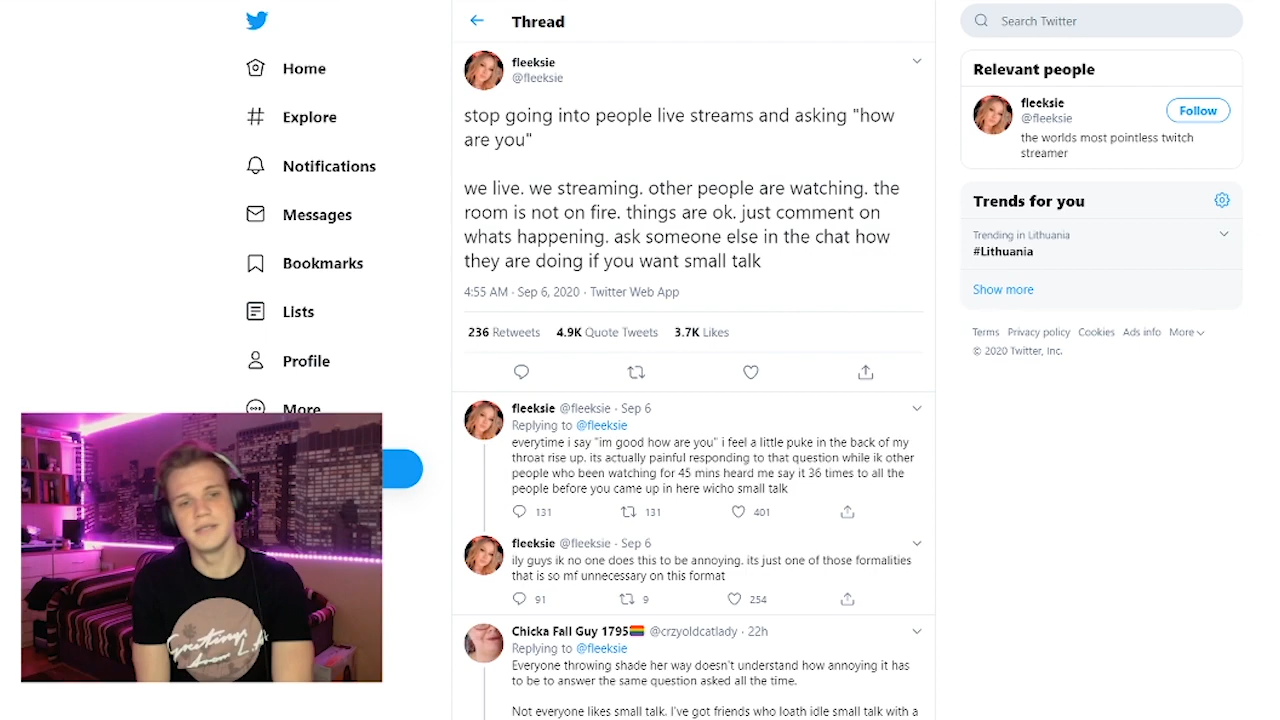 Home
Explore
Notifications
Messages
Bookmarks
Lists
Profile
More
Thread
fleeksie
@fleeksie
stop going into people live streams and asking "how
are you"
we live. we streaming. other people are watching. the
room is not on fire. things are ok. just comment on
whats happening. ask someone else in the chat how
they are doing if you want small talk
4:55 AM · Sep 6, 2020 · Twitter Web App
236 Retweets 4.9K Quote Tweets 3.7K Likes
fleeksie @fleeksie · Sep 6
Replying to @fleeksie
everytime i say "im good how are you" i feel a little puke in the back of my
throat rise up. its actually painful responding to that question while ik other
people who been watching for 45 mins heard me say it 36 times to all the
people before you came up in here wicho small talk
131 131 401
fleeksie @fleeksie · Sep 6
ily guys ik no one does this to be annoying. its just one of those formalities
that is so mf unnecessary on this format
91 9 254
Chicka Fall Guy 1795🏳️‍🌈 @crzyoldcatlady · 22h
Replying to @fleeksie
Everyone throwing shade her way doesn't understand how annoying it has
to be to answer the same question asked all the time.
Not everyone likes small talk. I've got friends who loath idle small talk with a
Search Twitter
Relevant people
fleeksie
@fleeksie
Follow
the worlds most pointless twitch
streamer
Trends for you
Trending in Lithuania
#Lithuania
Show more
Terms Privacy policy Cookies Ads info More
© 2020 Twitter, Inc.
Greetings
from L.A.